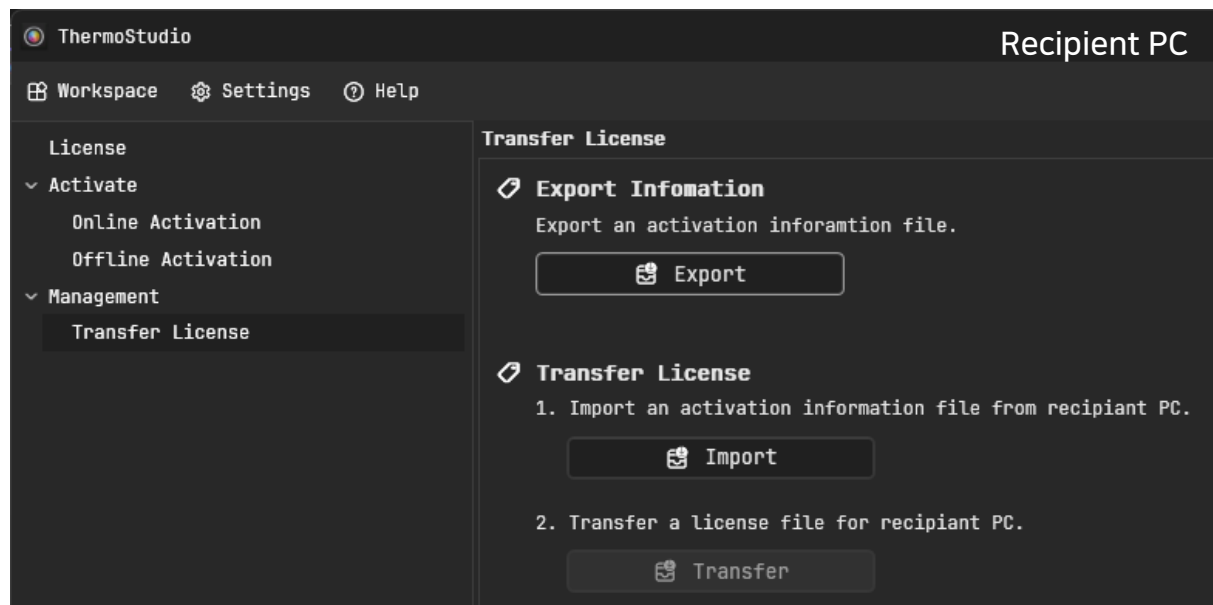 ThermoStudio
Recipient PC
Workspace Settings Help
License
Activate
Online Activation
Offline Activation
Management
Transfer License
Transfer License
Export Infomation
Export an activation inforamtion file.
Export
Transfer License
1. Import an activation information file from recipiant PC.
Import
2. Transfer a license file for recipiant PC.
Transfer